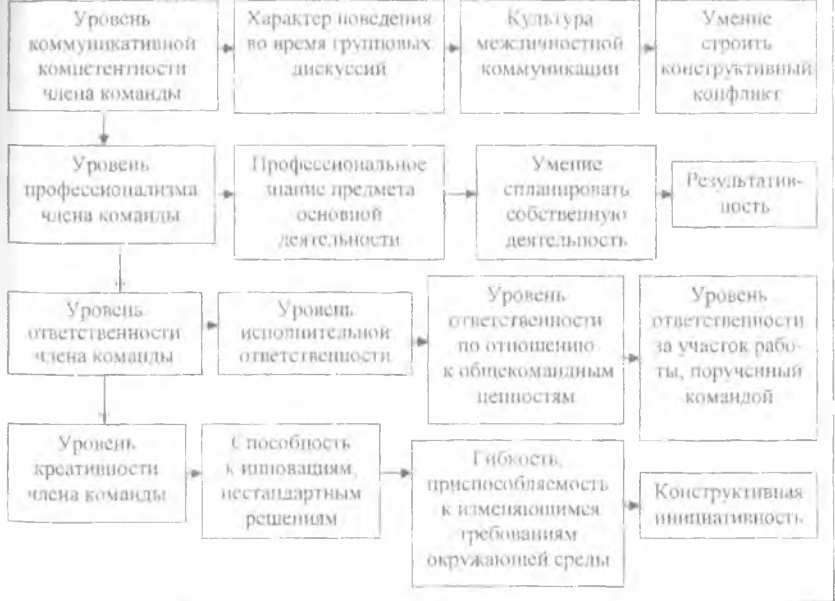 Уровень
коммуникативной
компетентности
члена команды
Характер поведения
во время групповых
дискуссий
Культура
межличностной
коммуникации
Умение
строить
конструктивный
конфликт
Уровень
профессионализма
члена команды
Профессиональное
знание предмета
основной
деятельности
Умение
спланировать
собственную
деятельность
Результатив-
ность
Уровень
ответственности
члена команды
Уровень
исполнительной
ответственности
Уровень
ответственности
по отношению
к общекомандным
ценностям
Уровень
ответственности
за участок рабо-
ты, порученный
командой
Уровень
креативности
члена команды
Способность
к инновациям,
нестандартным
решениям
Гибкость,
приспособляемость
к изменяющимся
требованиям
окружающей среды
Конструктивная
инициативность